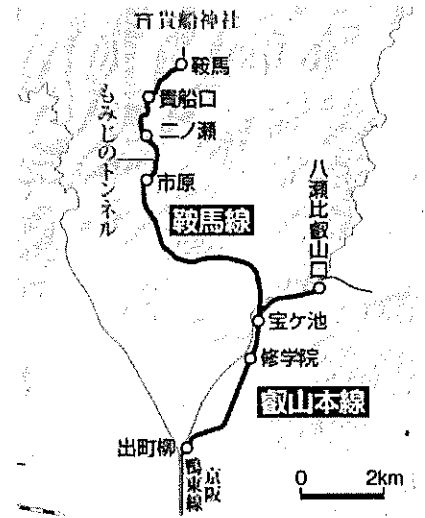 貴船神社
鞍馬
貴船口
二ノ瀬
もみじのトンネル
市原
鞍馬線
八瀬比叡山口
宝ケ池
修学院
叡山本線
出町柳
京阪
鴨東線
0 2km